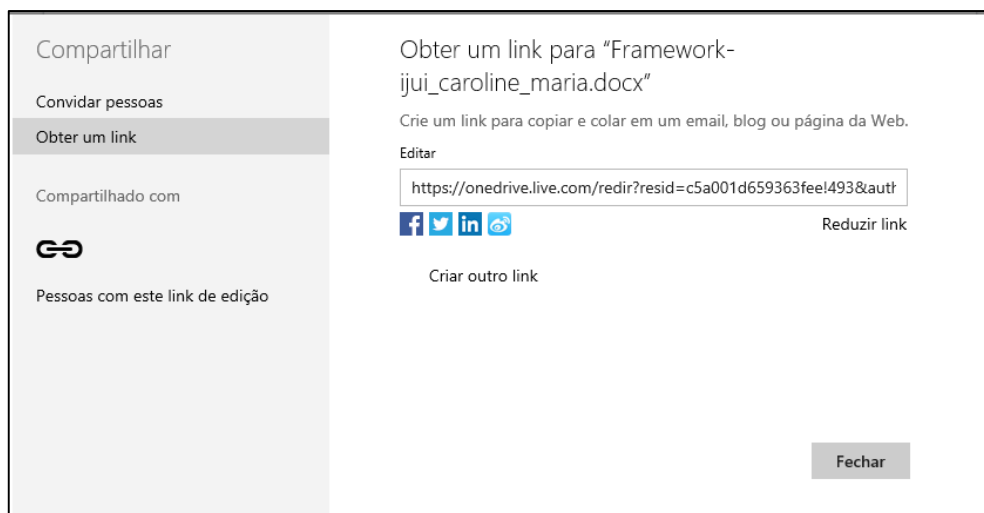 Compartilhar
Convidar pessoas
Obter um link
Compartilhado com
Pessoas com este link de edição
Obter um link para “Framework-
ijui_caroline_maria.docx”
Crie um link para copiar e colar em um email, blog ou página da Web.
Editar
https://onedrive.live.com/redir?resid=c5a001d659363fee!493&auth
Reduzir link
Criar outro link
Fechar